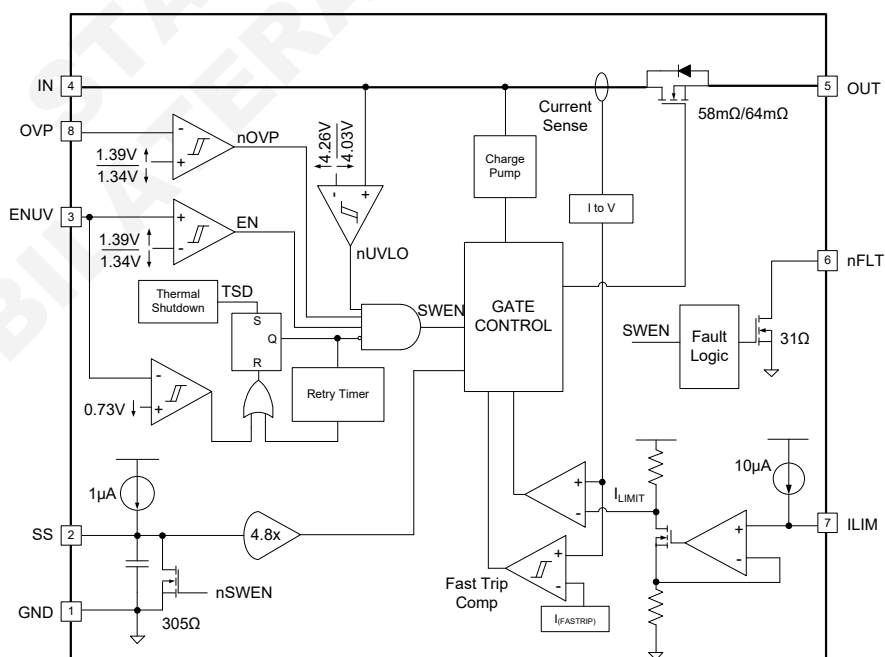 STA
BILATERA
IN
4
5
OUT
OVP
8
nOVP
1.39V
1.34V
4.26V
4.03V
Current
Sense
58mΩ/64mΩ
Charge
Pump
I to V
ENUV
3
EN
1.39V
1.34V
nUVLO
6
nFLT
Thermal
Shutdown
TSD
SWEN
GATE
CONTROL
S
Q
R
SWEN
Fault
Logic
31Ω
Retry Timer
0.73V
1µA
10µA
ILIMIT
SS
2
4.8x
7
ILIM
Fast Trip
Comp
nSWEN
GND
1
305Ω
I(FASTRIP)
+
-